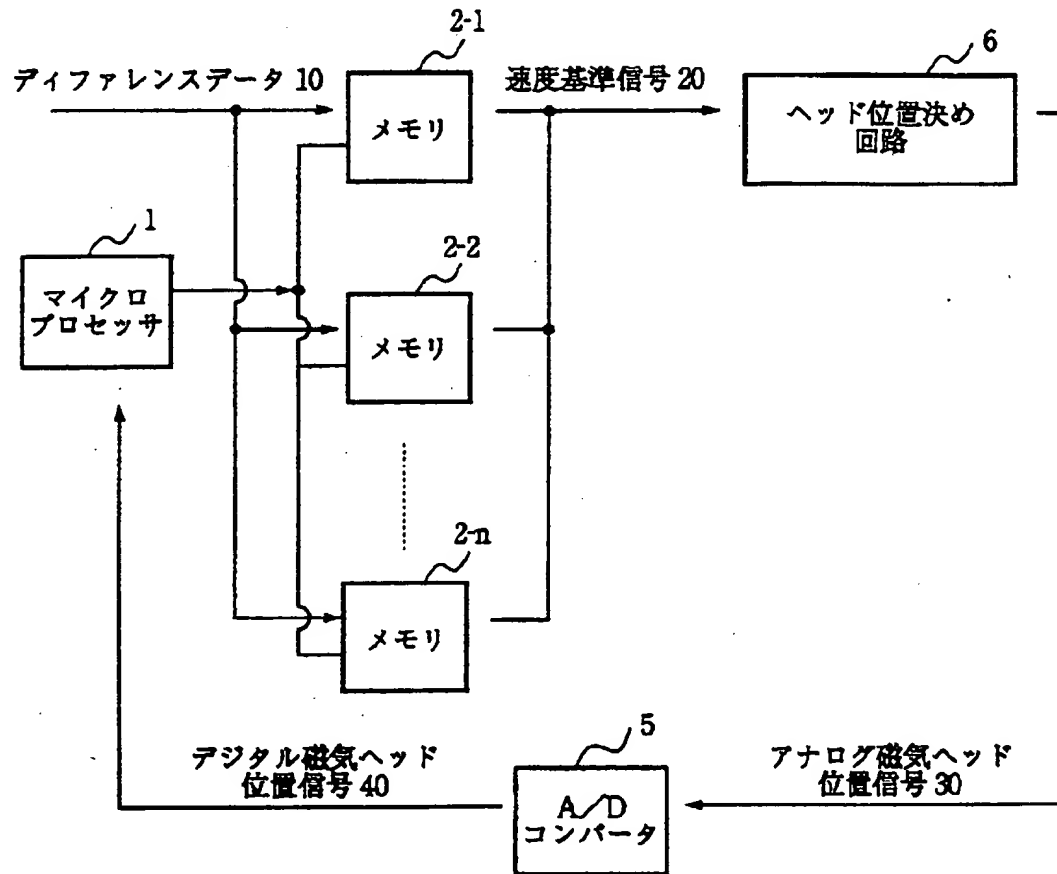 2-1
6
ディファレンスデータ 10
速度基準信号 20
メモリ
ヘッド位置決め
回路
1
2-2
マイクロ
プロセッサ
メモリ
2-n
メモリ
5
デジタル磁気ヘッド
位置信号 40
アナログ磁気ヘッド
位置信号 30
A/D
コンバータ